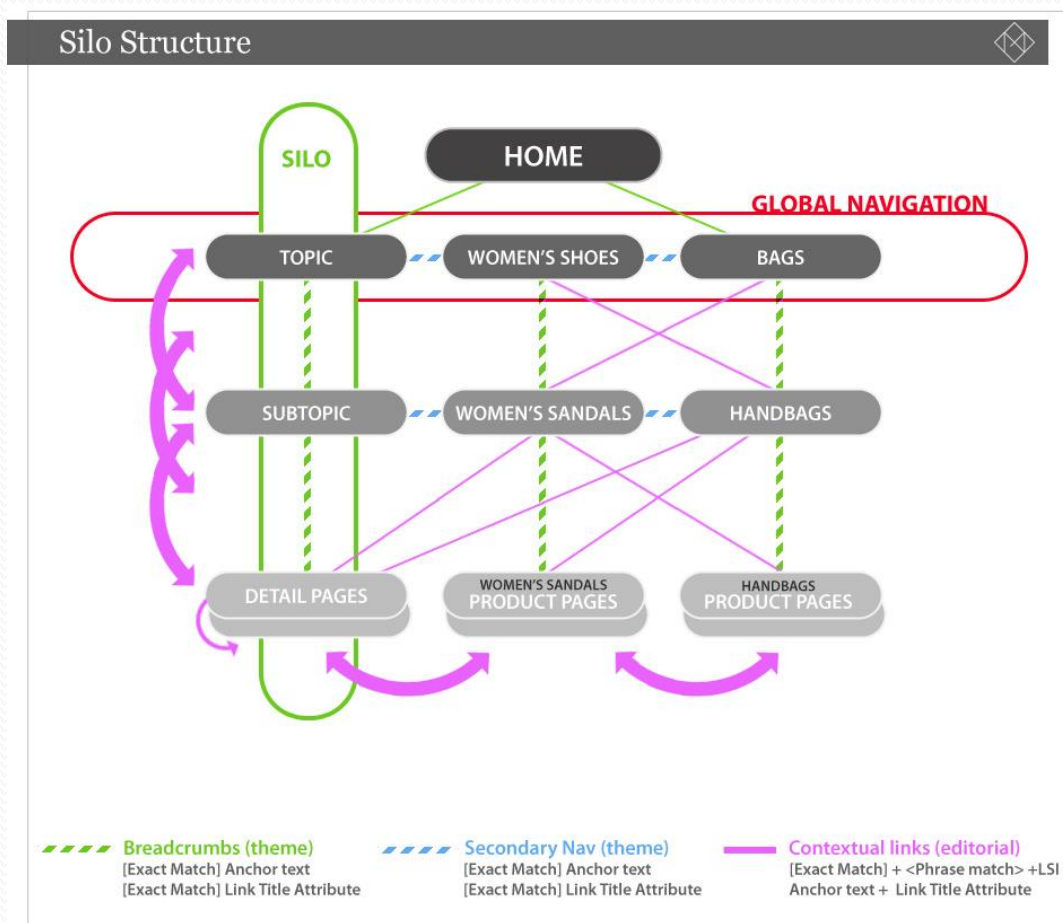 Silo Structure
SILO
HOME
GLOBAL NAVIGATION
TOPIC
WOMEN'S SHOES
BAGS
SUBTOPIC
WOMEN'S SANDALS
HANDBAGS
DETAIL PAGES
WOMEN'S SANDALS
PRODUCT PAGES
HANDBAGS
PRODUCT PAGES
Breadcrumbs (theme)
[Exact Match] Anchor text
[Exact Match] Link Title Attribute
Secondary Nav (theme)
[Exact Match] Anchor text
[Exact Match] Link Title Attribute
Contextual links (editorial)
[Exact Match] + <Phrase match> +LSI
Anchor text + Link Title Attribute